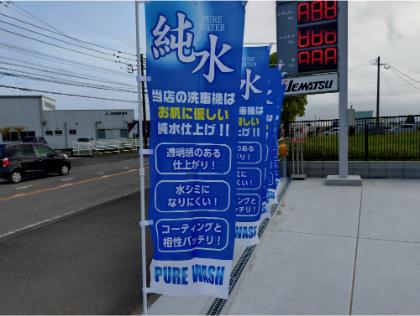 純水
PURE
WATER
当店の洗車機は
お肌に優しい
純水仕上げ!!
透明感のある
仕上がり!
水シミに
なりにくい!
コーティングと
相性バッチリ!
PURE WASH
UEMATSU